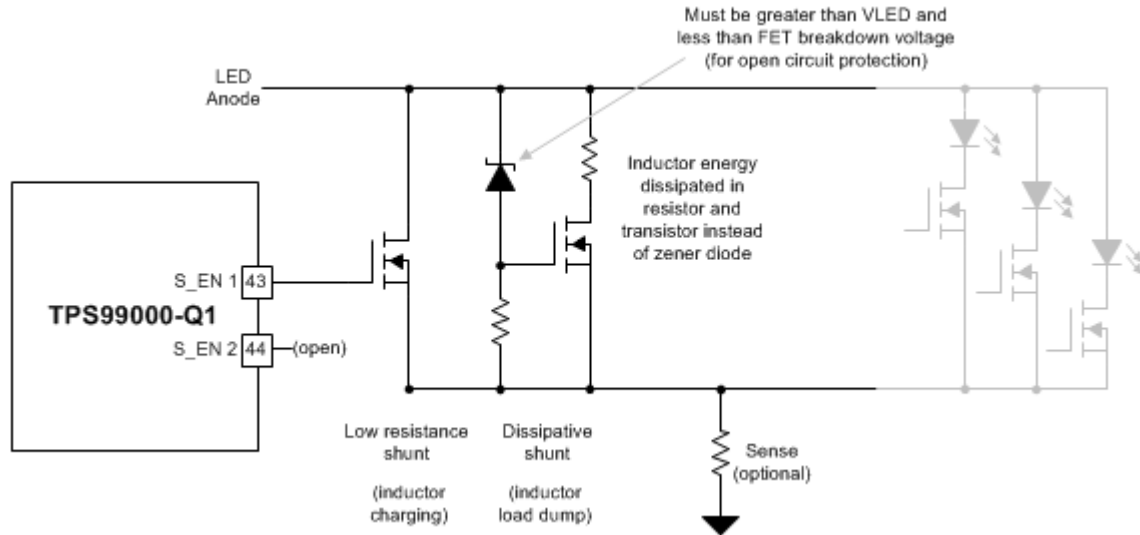 Must be greater than VLED and
less than FET breakdown voltage
(for open circuit protection)
LED
Anode
Inductor energy
dissipated in
resistor and
transistor instead
of zener diode
S_EN 1 43
TPS99000-Q1
S_EN 2 44 (open)
Low resistance
shunt
(inductor
charging)
Dissipative
shunt
(inductor
load dump)
Sense
(optional)